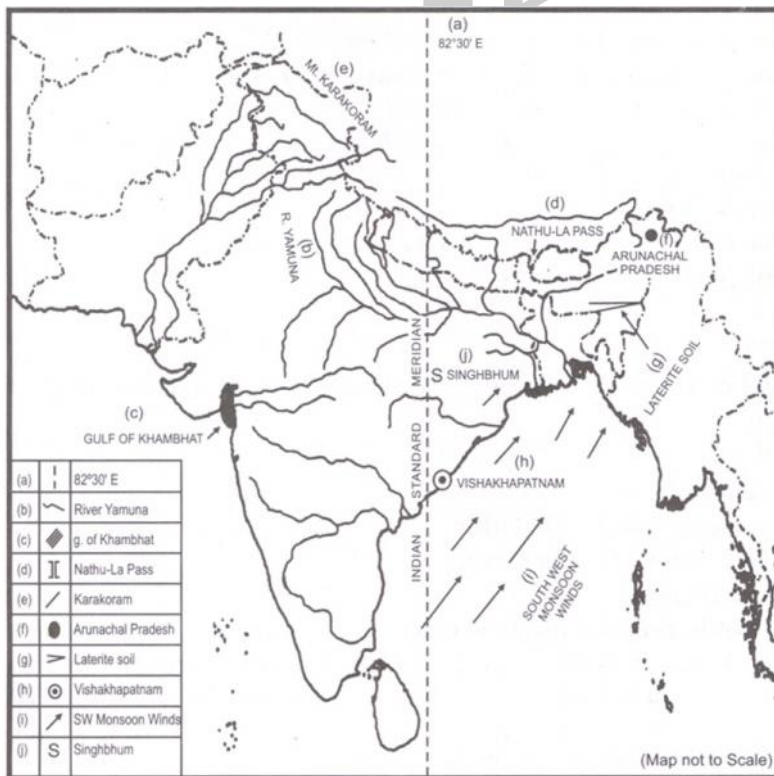 (a)
82°30' E
(e)
Mt. KARAKORAM
(d)
NATHU-LA PASS
(f)
ARUNACHAL
PRADESH
R. YAMUNA
(b)
(j)
S SINGHBHUM
(g)
LATERITE SOIL
(c)
GULF OF KHAMBHAT
INDIAN STANDARD MERIDIAN
(h)
VISHAKHAPATNAM
(i)
SOUTH WEST
MONSOON
WINDS
(a) 82°30' E
(b) River Yamuna
(c) g. of Khambhat
(d) Nathu-La Pass
(e) Karakoram
(f) Arunachal Pradesh
(g) Laterite soil
(h) Vishakhapatnam
(i) SW Monsoon Winds
(j) S Singhbhum
(Map not to Scale)